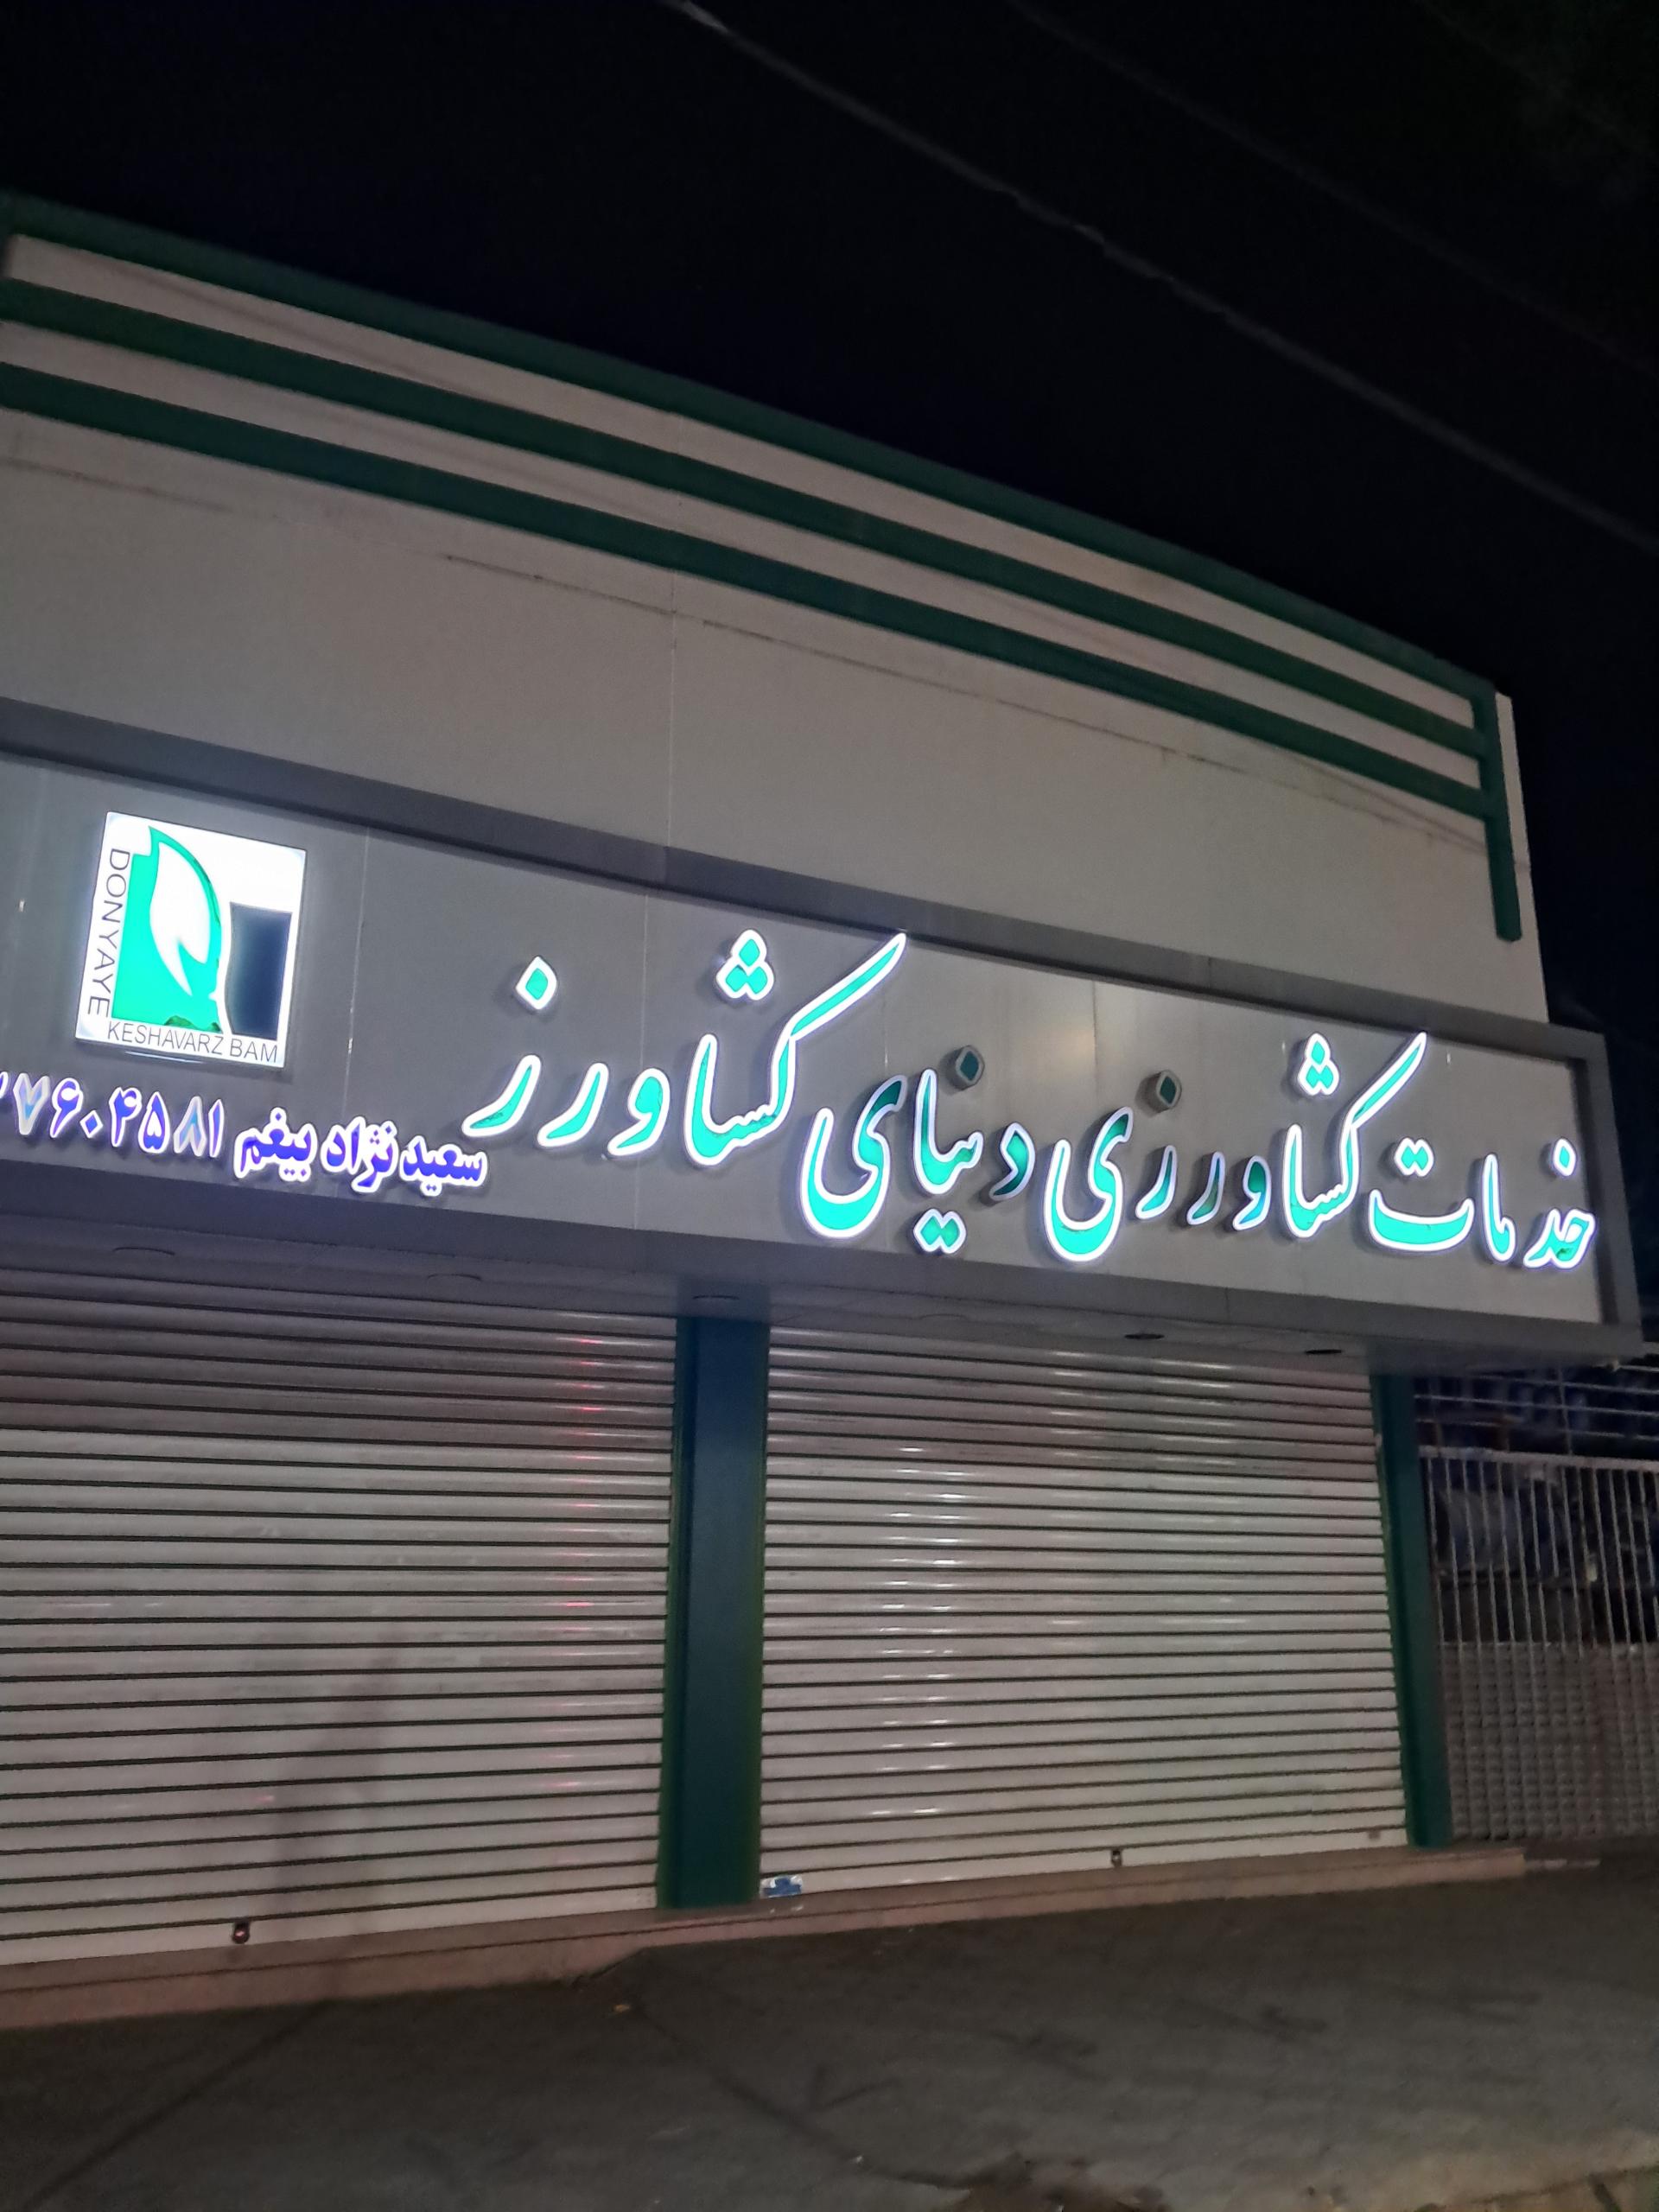 خدمات کشاورزی دنیای کشاورز
DONYAYE
KESHAVARZ BAM
سعید نژاد بیغم ۷۶۰۴۵۸۱